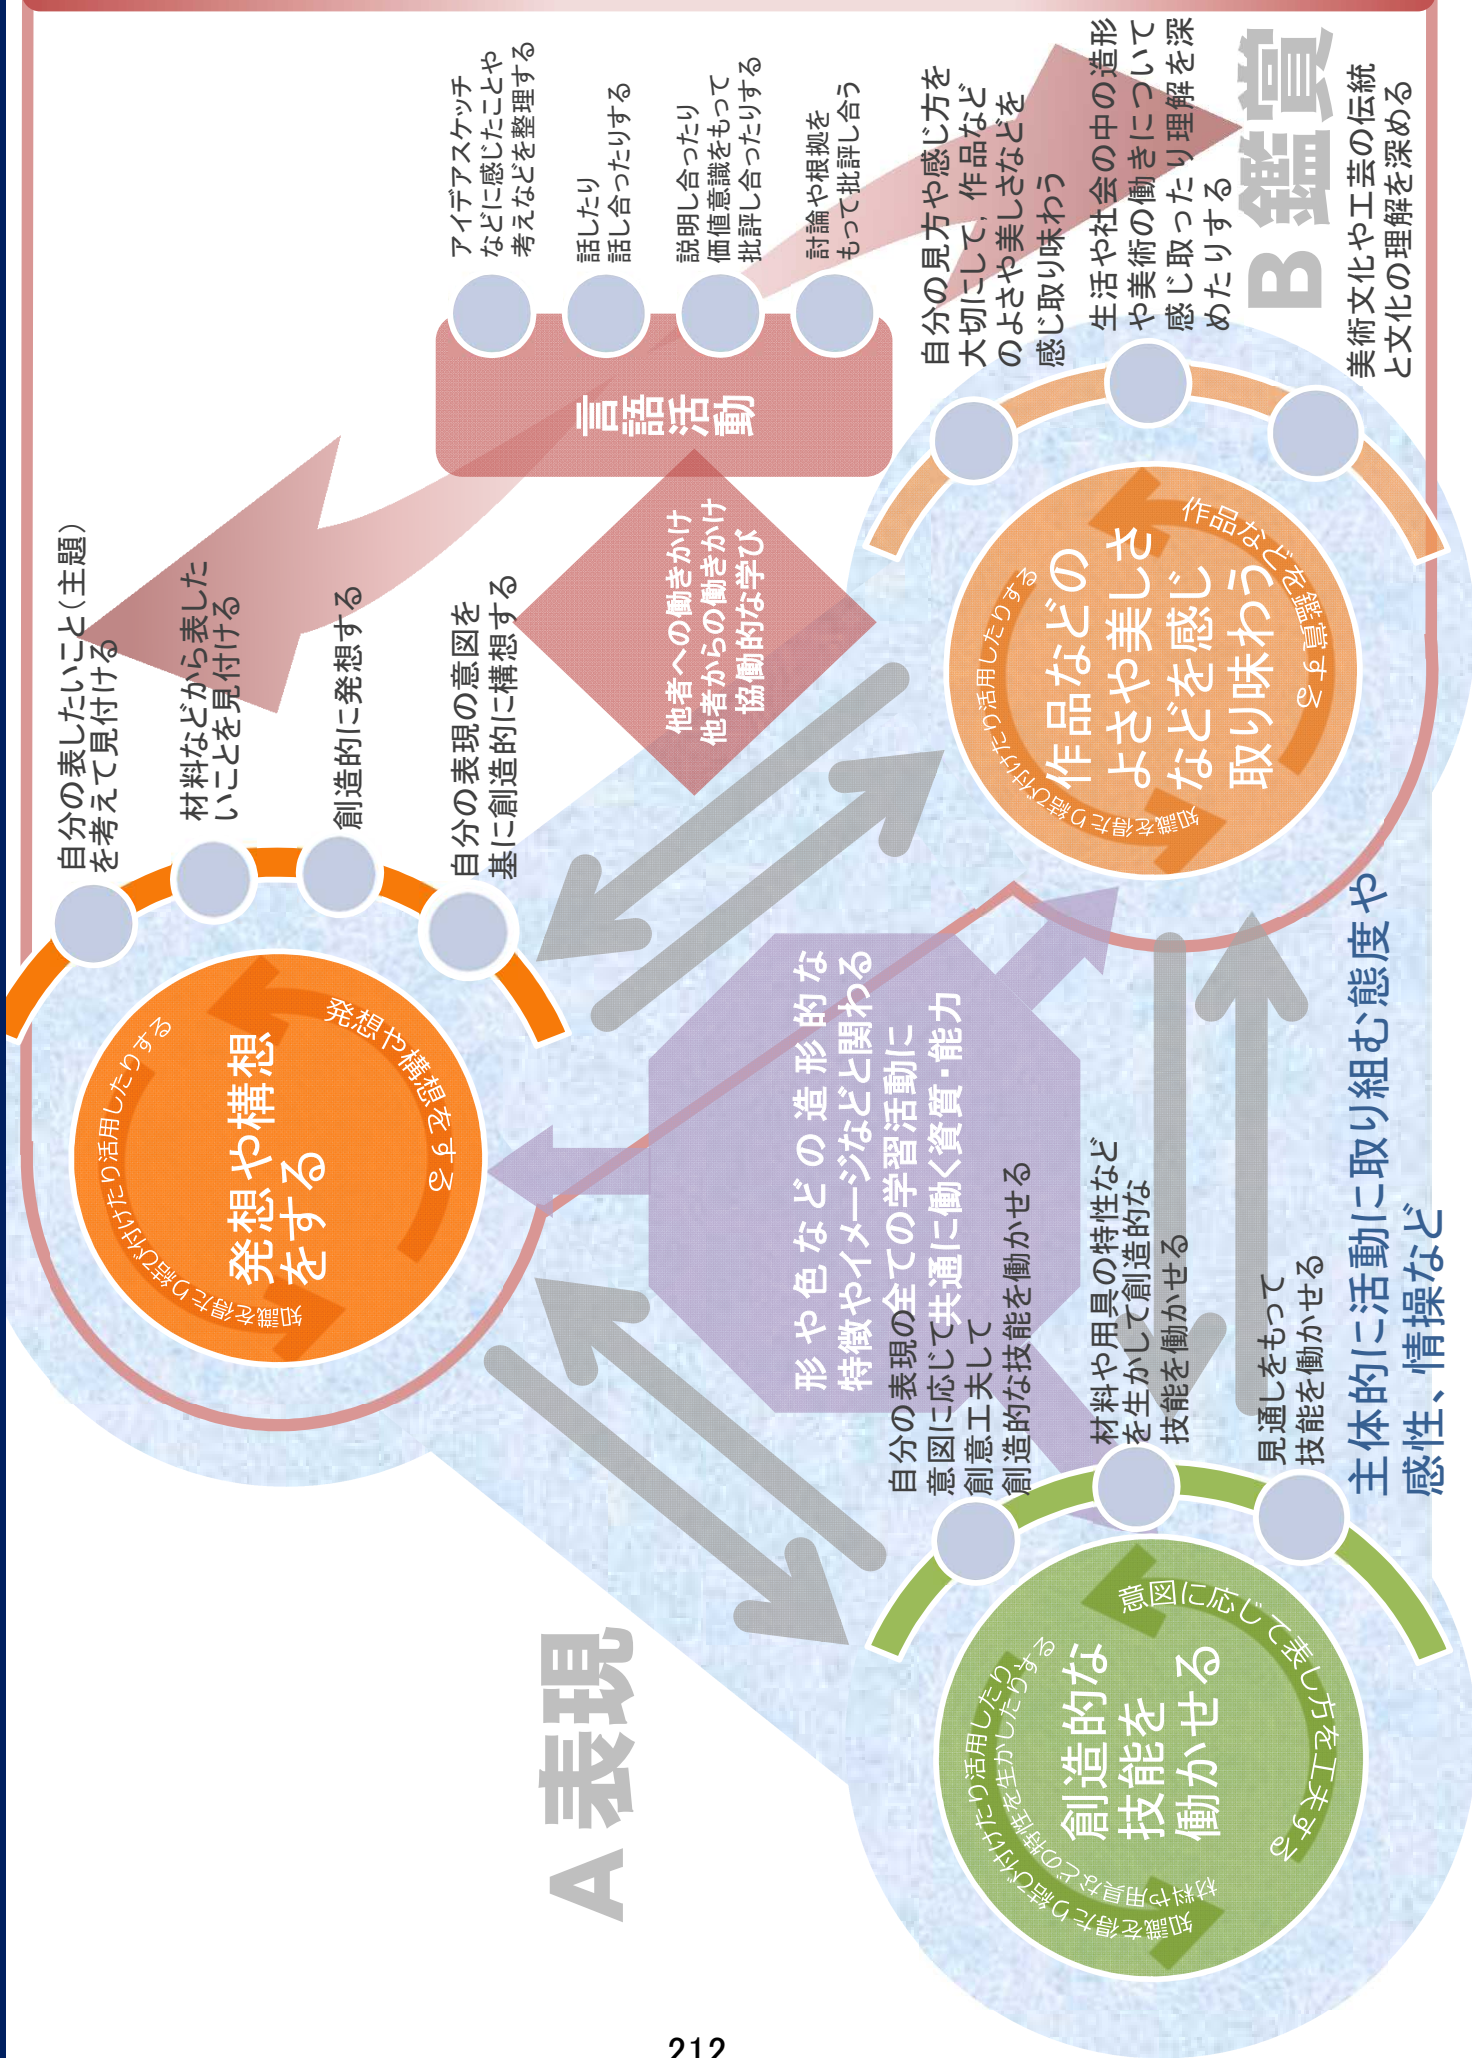 A 表現
自分の表したいこと(主題)
を考えて見付ける
材料などから表した
いことを見付ける
創造的に発想する
自分の表現の意図を
基に創造的に構想する
発想や構想
をする
知識を得たり結び付けたり活用したりする
発想や構想をする
アイデアスケッチ
などに感じたことや
考えなどを整理する
話したり
話し合ったりする
説明し合ったり
価値意識をもって
批評し合ったりする
討論や根拠を
もって批評し合う
言語活動
他者への働きかけ
他者からの働きかけ
協働的な学び
形や色などの造形的な
特徴やイメージなどと関わる
全ての学習活動に
共通に働く資質・能力
自分の表現の
意図に応じて
創意工夫して
創造的な技能を働かせる
材料や用具の特性など
を生かして創造的な
技能を働かせる
見通しをもって
技能を働かせる
創造的な
技能を
働かせる
知識を得たり結び付けたり活用したり
材料や用具などの特性を生かしたりする
意図に応じて表し方を工夫する
自分の見方や感じ方を
大切にして,作品など
のよさや美しさなどを
感じ取り味わう
生活や社会の中の造形
や美術の働きについて
感じ取ったり理解を深
めたりする
美術文化や工芸の伝統
と文化の理解を深める
B 鑑賞
作品などの
よさや美しさ
などを感じ
取り味わう
知識を得たり結び付けたり活用したりする
作品などを鑑賞する
主体的に活動に取り組む態度や
感性、情操など
212